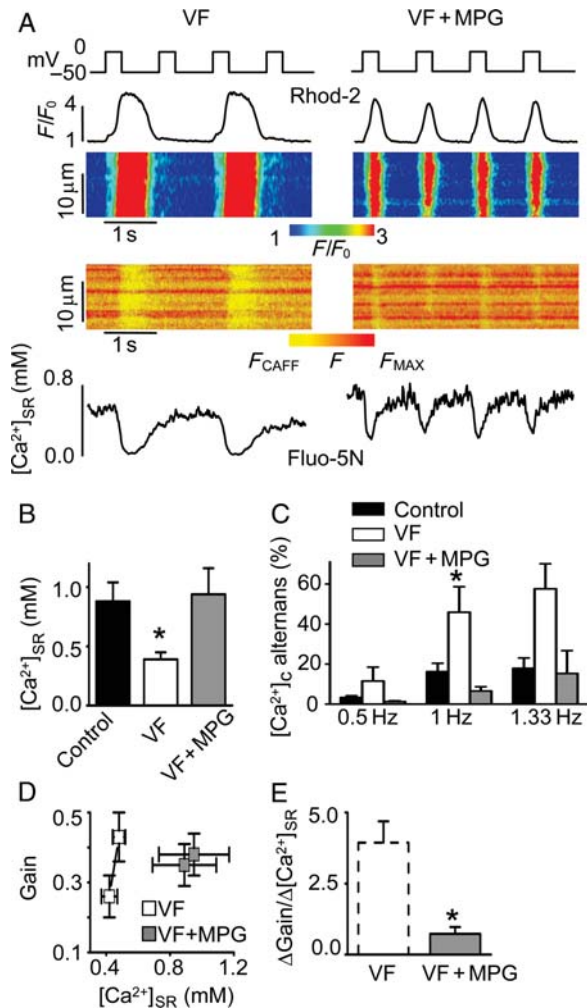 A
VF
VF + MPG
0
mV
−50
Rhod-2
F/F0
4
1
10 μm
1 s
1
3
F/F0
10 μm
1 s
FCAFF
F
FMAX
[Ca2+]SR (mM)
0.8
0.0
Fluo-5N
B
[Ca2+]SR (mM)
1.0
0.5
0.0
*
Control
VF
VF+MPG
C
Control
VF
VF + MPG
[Ca2+]C alternans (%)
60
40
20
0
*
0.5 Hz
1 Hz
1.33 Hz
D
Gain
0.5
0.3
0.1
VF
VF+MPG
0.4
0.8
1.2
[Ca2+]SR (mM)
E
ΔGain/Δ[Ca2+]SR
5.0
2.5
0.0
*
VF
VF + MPG